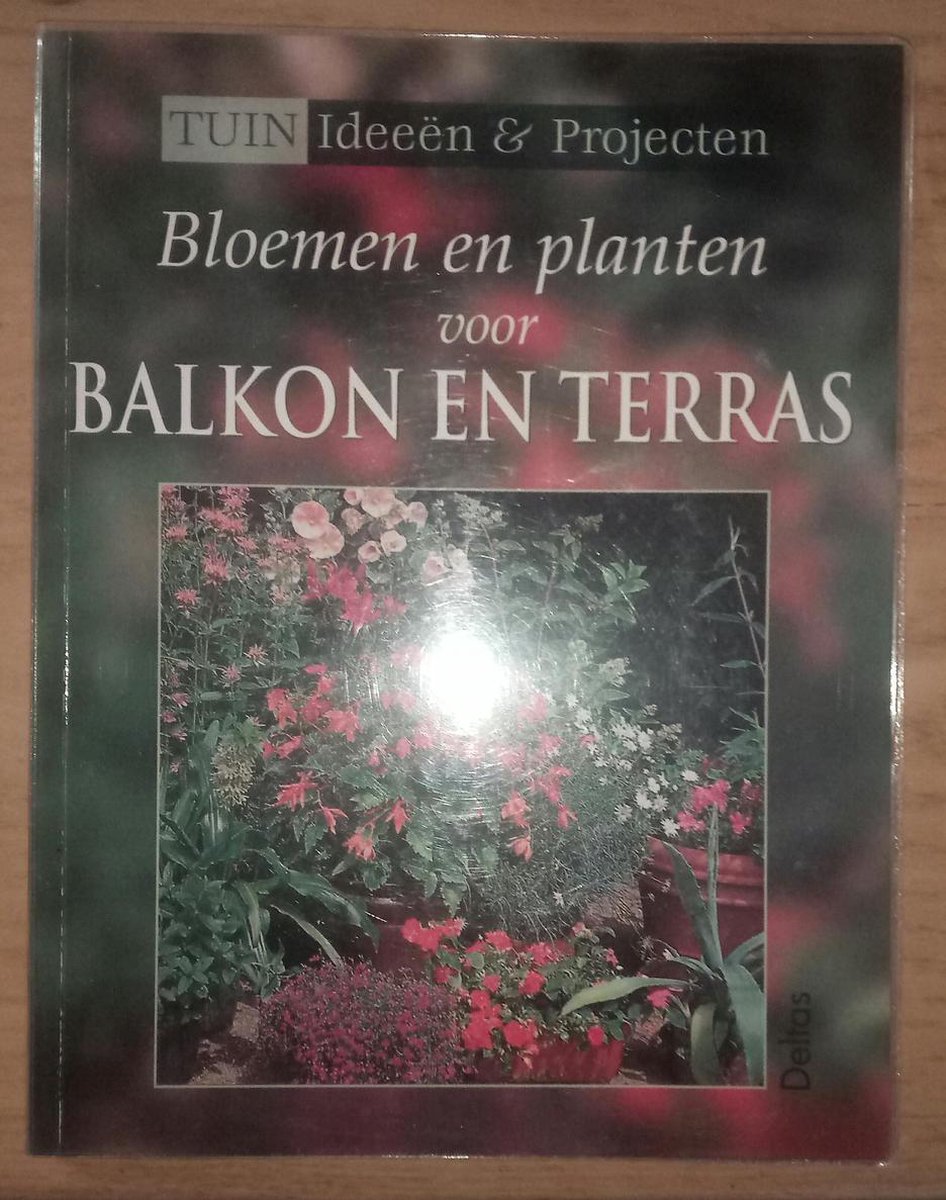 TUIN Ideeën & Projecten
Bloemen en planten
voor
BALKON EN TERRAS
Deltas